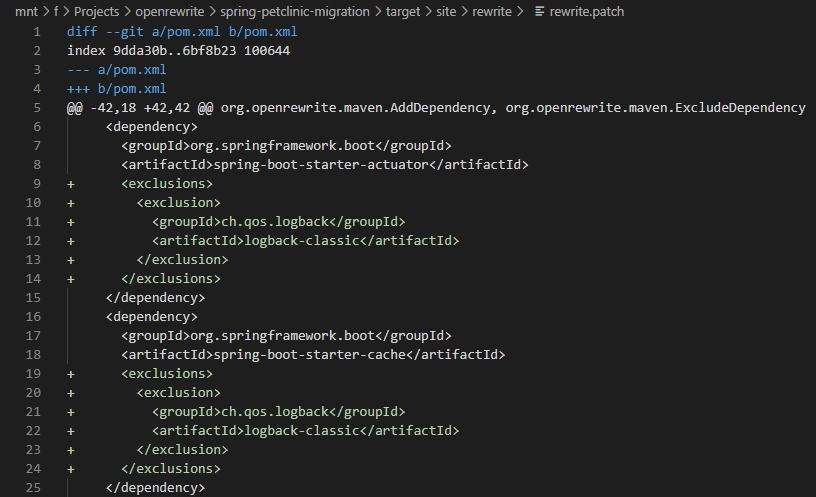 mnt > f > Projects > openrewrite > spring-petclinic-migration > target > site > rewrite > rewrite.patch
1 diff --git a/pom.xml b/pom.xml
2 index 9dda30b..6bf8b23 100644
3 --- a/pom.xml
4 +++ b/pom.xml
5 @@ -42,18 +42,42 @@ org.openrewrite.maven.AddDependency, org.openrewrite.maven.ExcludeDependency
6 <dependency>
7 <groupId>org.springframework.boot</groupId>
8 <artifactId>spring-boot-starter-actuator</artifactId>
9 + <exclusions>
10 + <exclusion>
11 + <groupId>ch.qos.logback</groupId>
12 + <artifactId>logback-classic</artifactId>
13 + </exclusion>
14 + </exclusions>
15 </dependency>
16 <dependency>
17 <groupId>org.springframework.boot</groupId>
18 <artifactId>spring-boot-starter-cache</artifactId>
19 + <exclusions>
20 + <exclusion>
21 + <groupId>ch.qos.logback</groupId>
22 + <artifactId>logback-classic</artifactId>
23 + </exclusion>
24 + </exclusions>
25 </dependency>